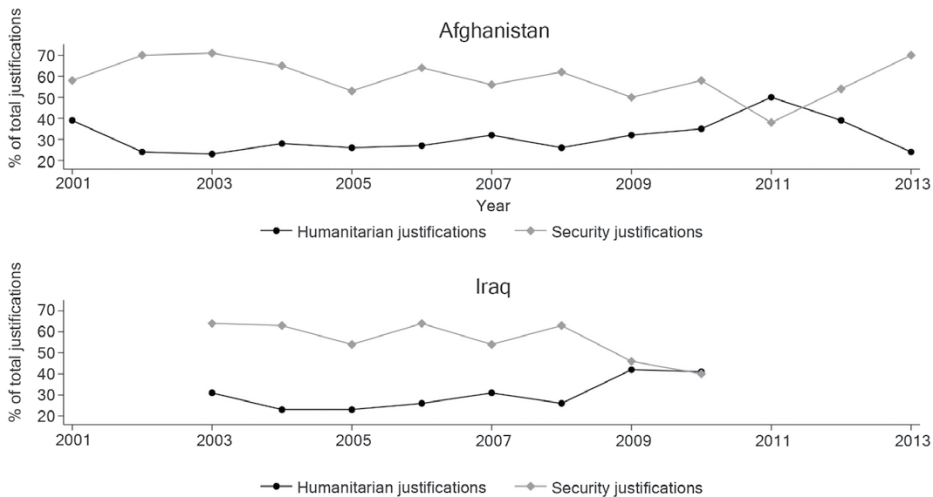 Afghanistan
% of total justifications
70
60
50
40
30
20
2001 2003 2005 2007 2009 2011 2013
Year
Humanitarian justifications Security justifications
Iraq
% of total justifications
70
60
50
40
30
20
2001 2003 2005 2007 2009 2011 2013
Humanitarian justifications Security justifications